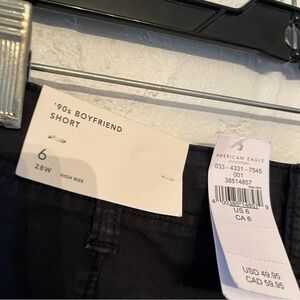 '90s BOYFRIEND
SHORT
6
28W
HIGH RISE
AMERICAN EAGLE
033 - 4331 - 7545
001
38514857
US 6
CA 6
USD 49.95
CAD 59.95